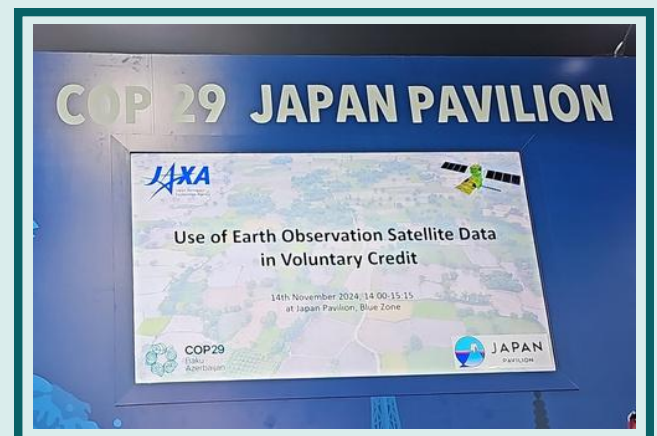 COP 29 JAPAN PAVILION
JAXA
Use of Earth Observation Satellite Data
in Voluntary Credit
14th November 2024, 14:00-15:15
at Japan Pavilion, Blue Zone
COP29
Baku
Azerbaijan
JAPAN
PAVILION